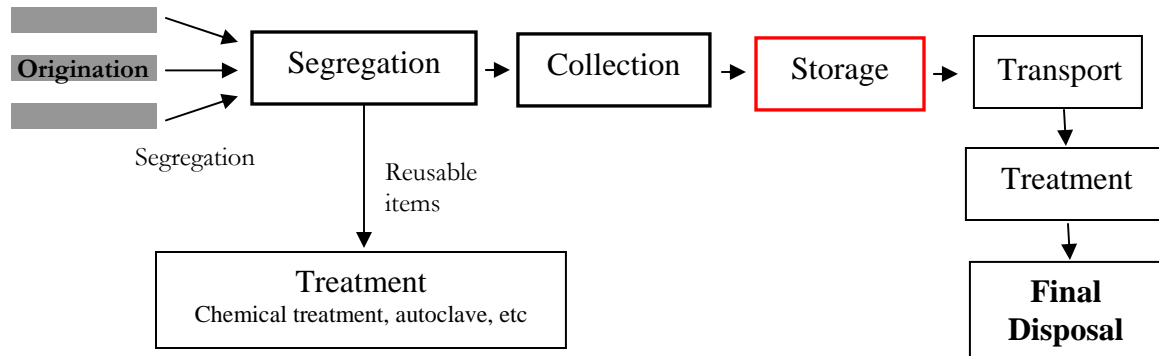 Origination
Segregation
Collection
Storage
Transport
Segregation
Reusable
items
Treatment
Treatment
Chemical treatment, autoclave, etc
Final
Disposal